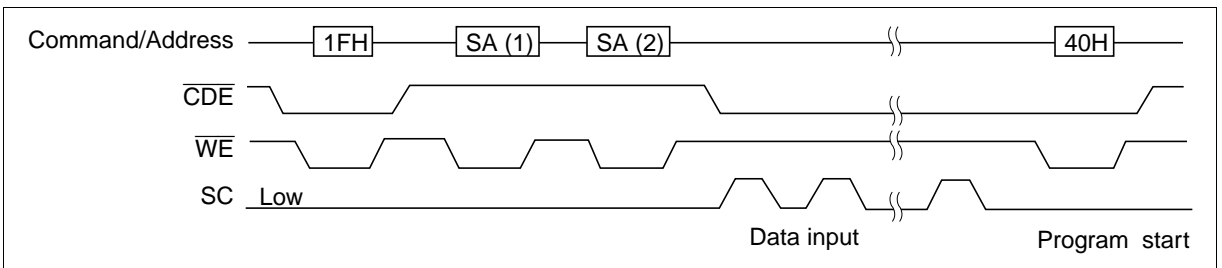 Command/Address 1FH SA (1) SA (2) 40H
CDE
WE
SC Low
Data input Program start